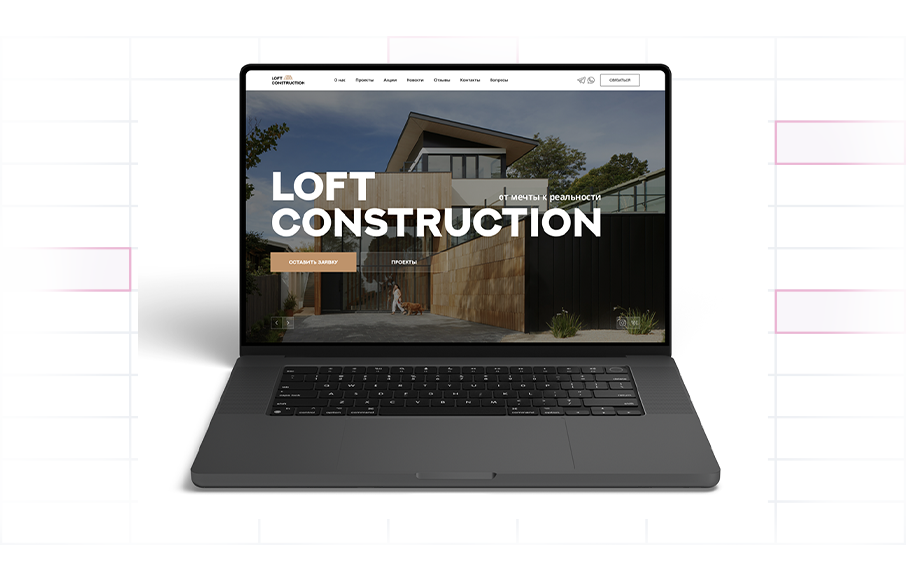 LOFT
CONSTRUCTION
О нас
Проекты
Акции
Новости
Отзывы
Контакты
Вопросы
СВЯЗАТЬСЯ
LOFT
от мечты к реальности
CONSTRUCTION
ОСТАВИТЬ ЗАЯВКУ
ПРОЕКТЫ